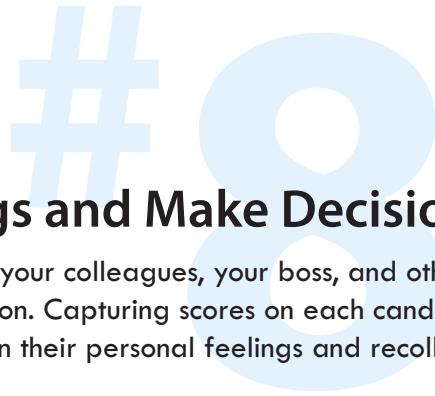 #8
gs and Make Decisio
your colleagues, your boss, and oth
on. Capturing scores on each cand
n their personal feelings and recoll